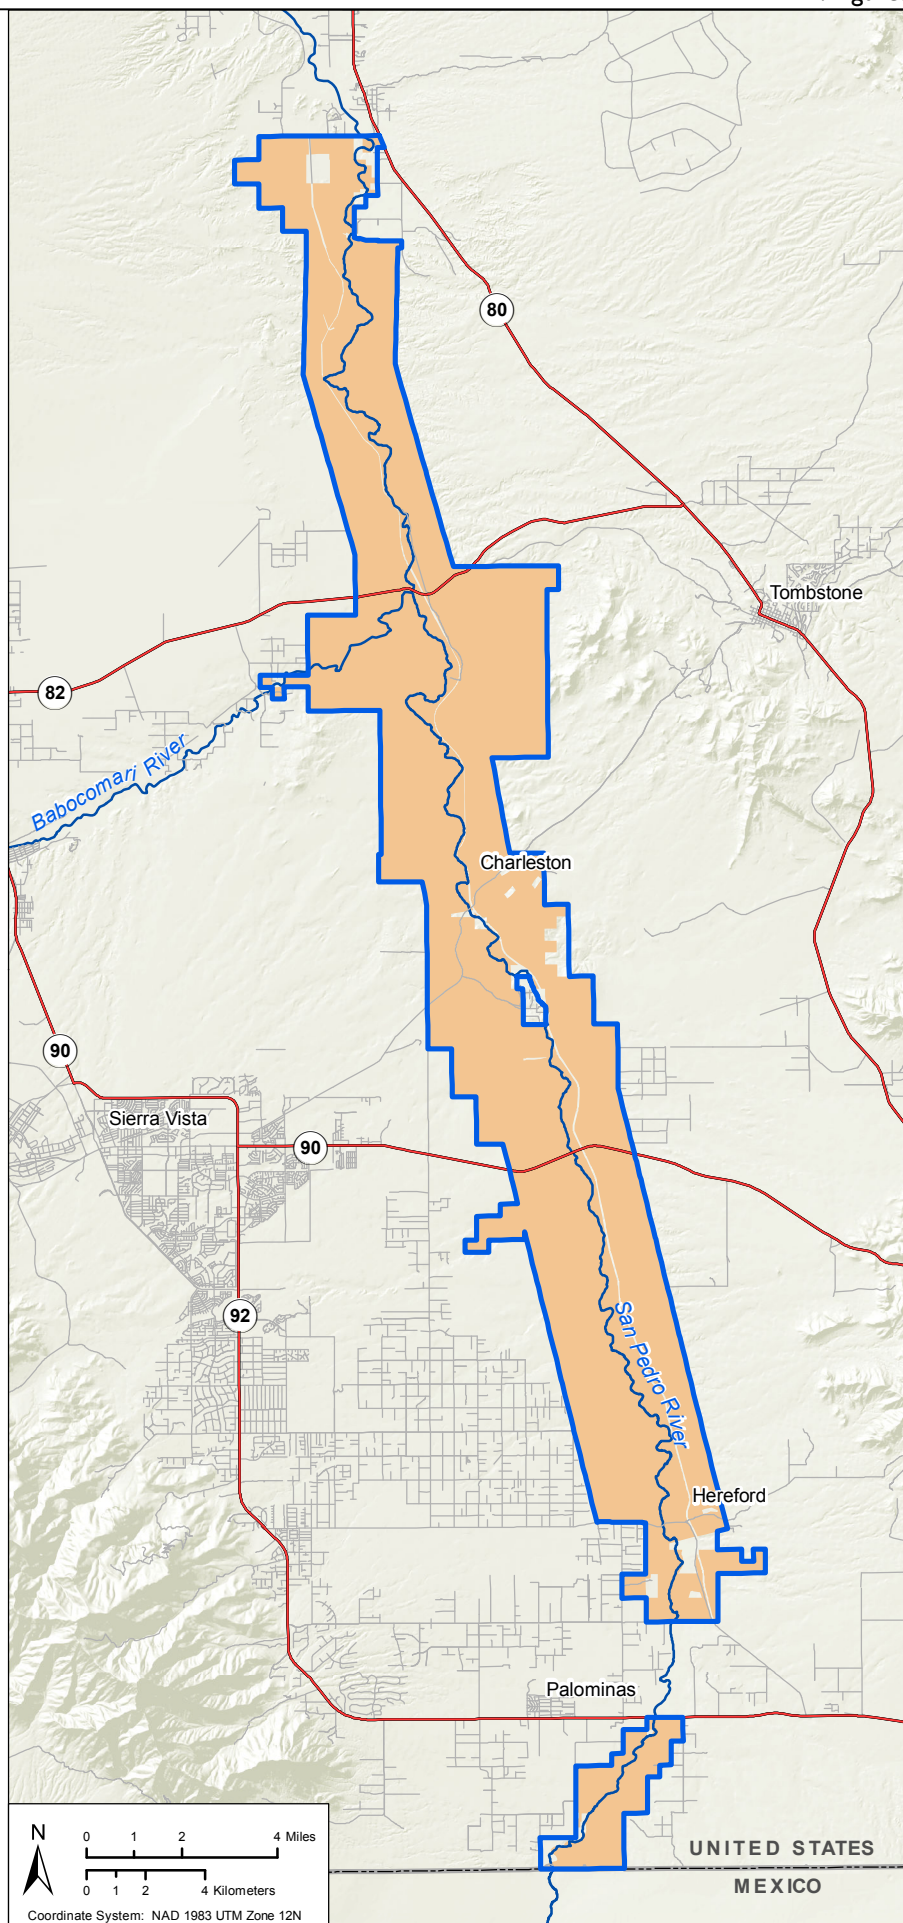 80
Tombstone
82
Babocomari River
Charleston
90
Sierra Vista
90
92
San Pedro River
Hereford
Palominas
N
0 1 2 4 Miles
0 1 2 4 Kilometers
Coordinate System: NAD 1983 UTM Zone 12N
UNITED STATES
MEXICO